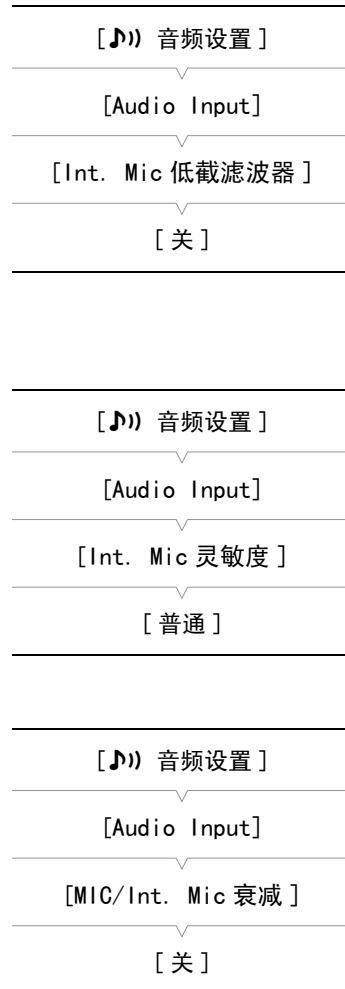 [♪)) 音频设置]
[Audio Input]
[Int. Mic 低截滤波器]
[关]
[♪)) 音频设置]
[Audio Input]
[Int. Mic 灵敏度]
[普通]
[♪)) 音频设置]
[Audio Input]
[MIC/Int. Mic 衰减]
[关]